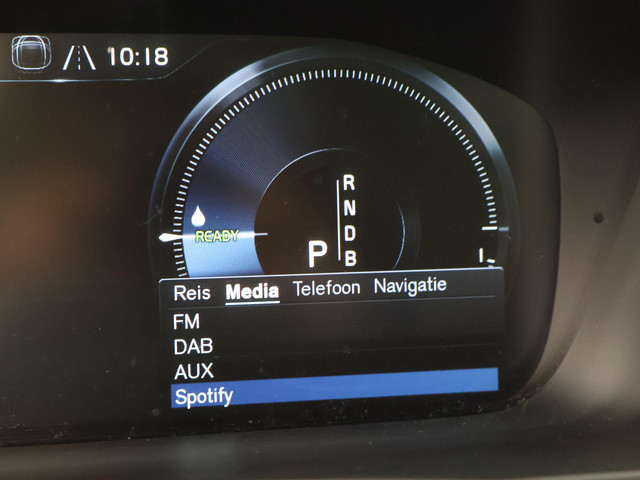 10:18
R
N
D
B
P
READY
Reis Media Telefoon Navigatie
FM
DAB
AUX
Spotify